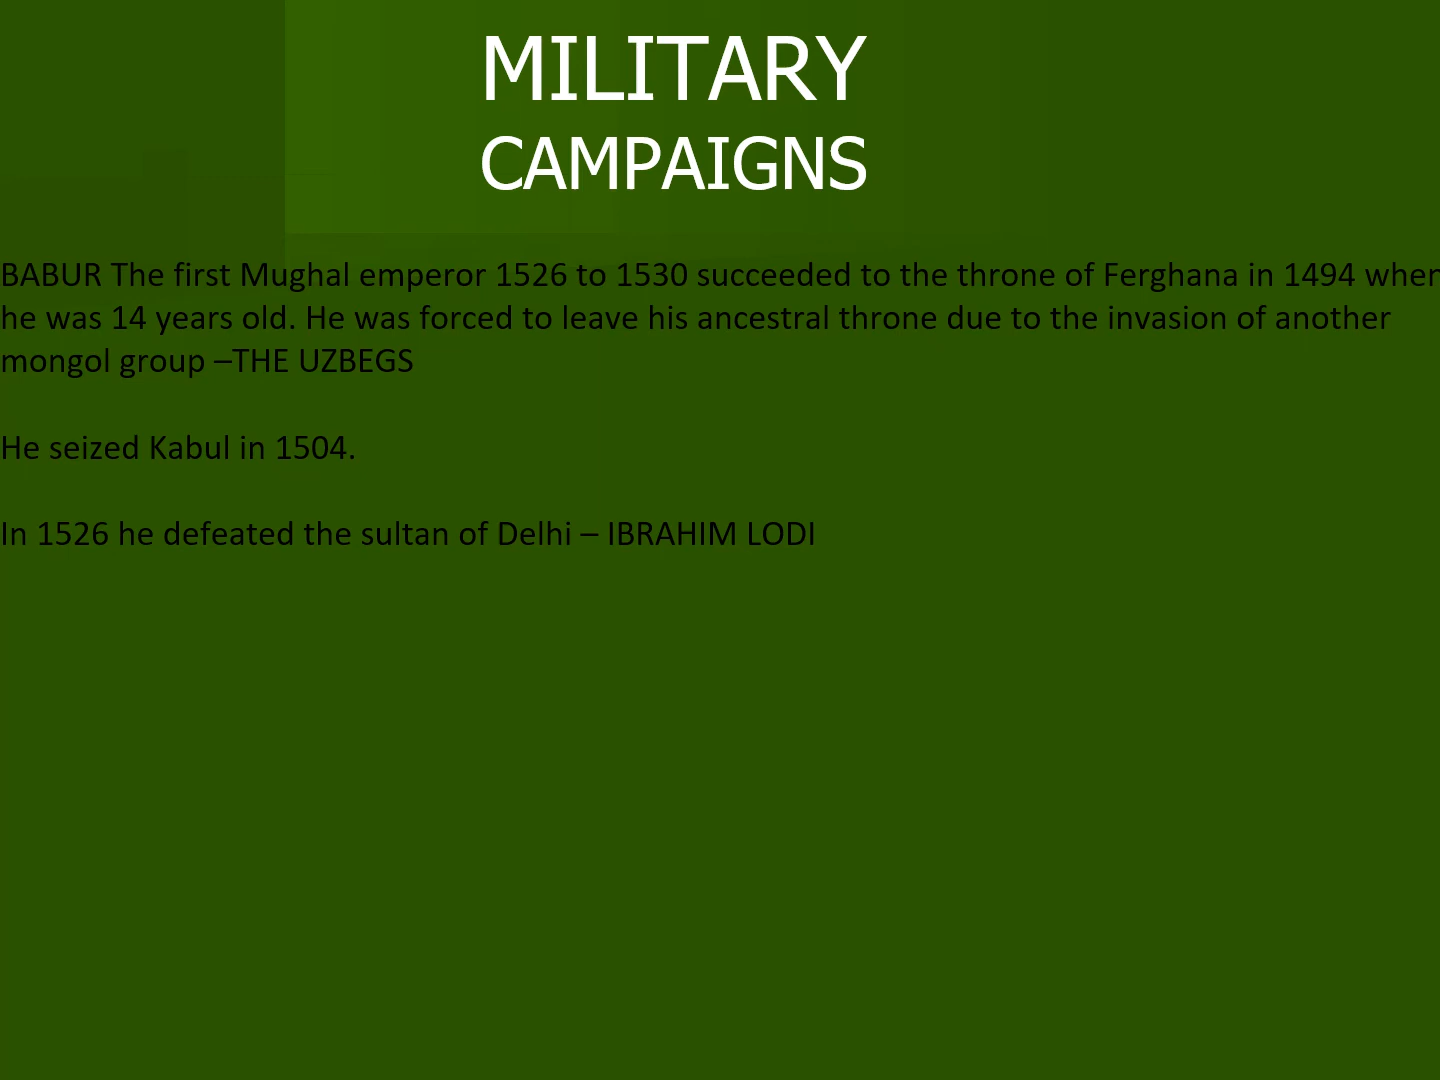 MILITARY
CAMPAIGNS
BABUR The first Mughal emperor 1526 to 1530 succeeded to the throne of Ferghana in 1494 when
he was 14 years old. He was forced to leave his ancestral throne due to the invasion of another
mongol group –THE UZBEGS
He seized Kabul in 1504.
In 1526 he defeated the sultan of Delhi – IBRAHIM LODI